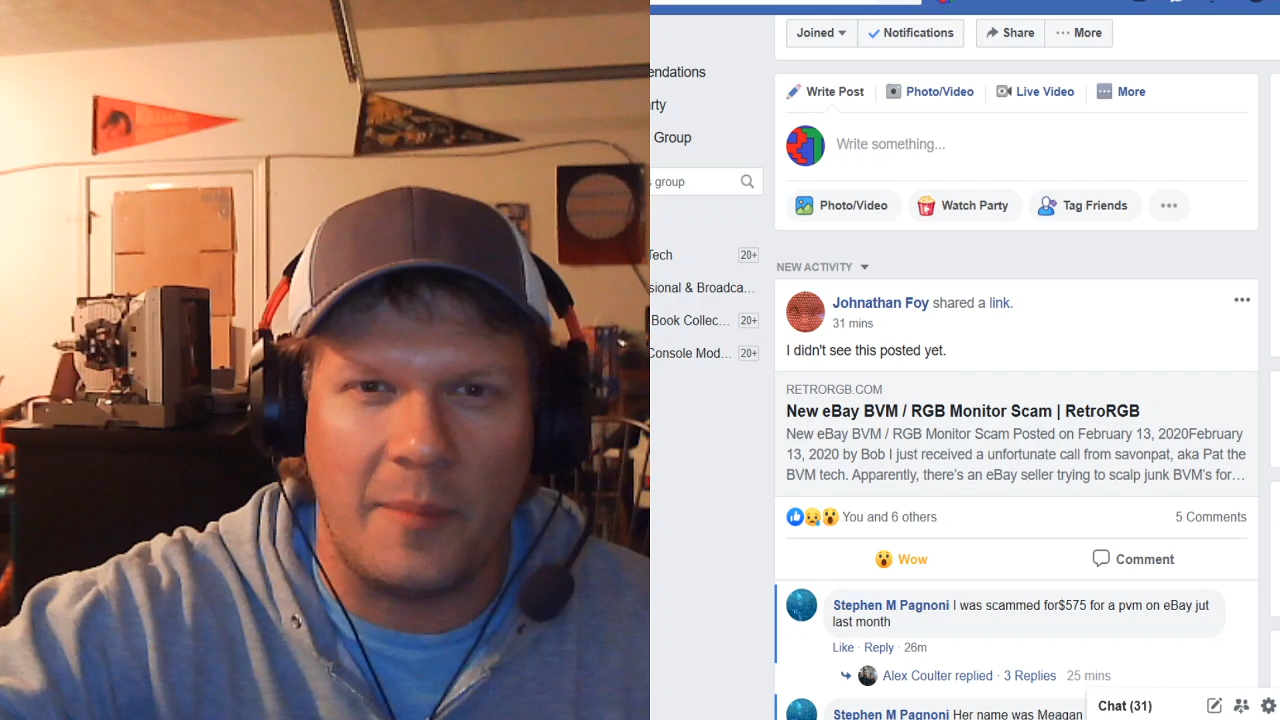 Joined
Notifications
Share
More
endations
rty
Group
s group
Tech 20+
sional & Broadca...
Book Collec... 20+
Console Mod... 20+
Write Post
Photo/Video
Live Video
More
Write something...
Photo/Video
Watch Party
Tag Friends
NEW ACTIVITY
Johnathan Foy shared a link.
31 mins
I didn't see this posted yet.
RETRORGB.COM
New eBay BVM / RGB Monitor Scam | RetroRGB
New eBay BVM / RGB Monitor Scam Posted on February 13, 2020February
13, 2020 by Bob I just received a unfortunate call from savonpat, aka Pat the
BVM tech. Apparently, there's an eBay seller trying to scalp junk BVM's for…
You and 6 others
5 Comments
Wow
Comment
Stephen M Pagnoni I was scammed for$575 for a pvm on eBay jut
last month
Like · Reply · 26m
Alex Coulter replied · 3 Replies 25 mins
Stephen M Pagnoni Her name was Meagan
Chat (31)